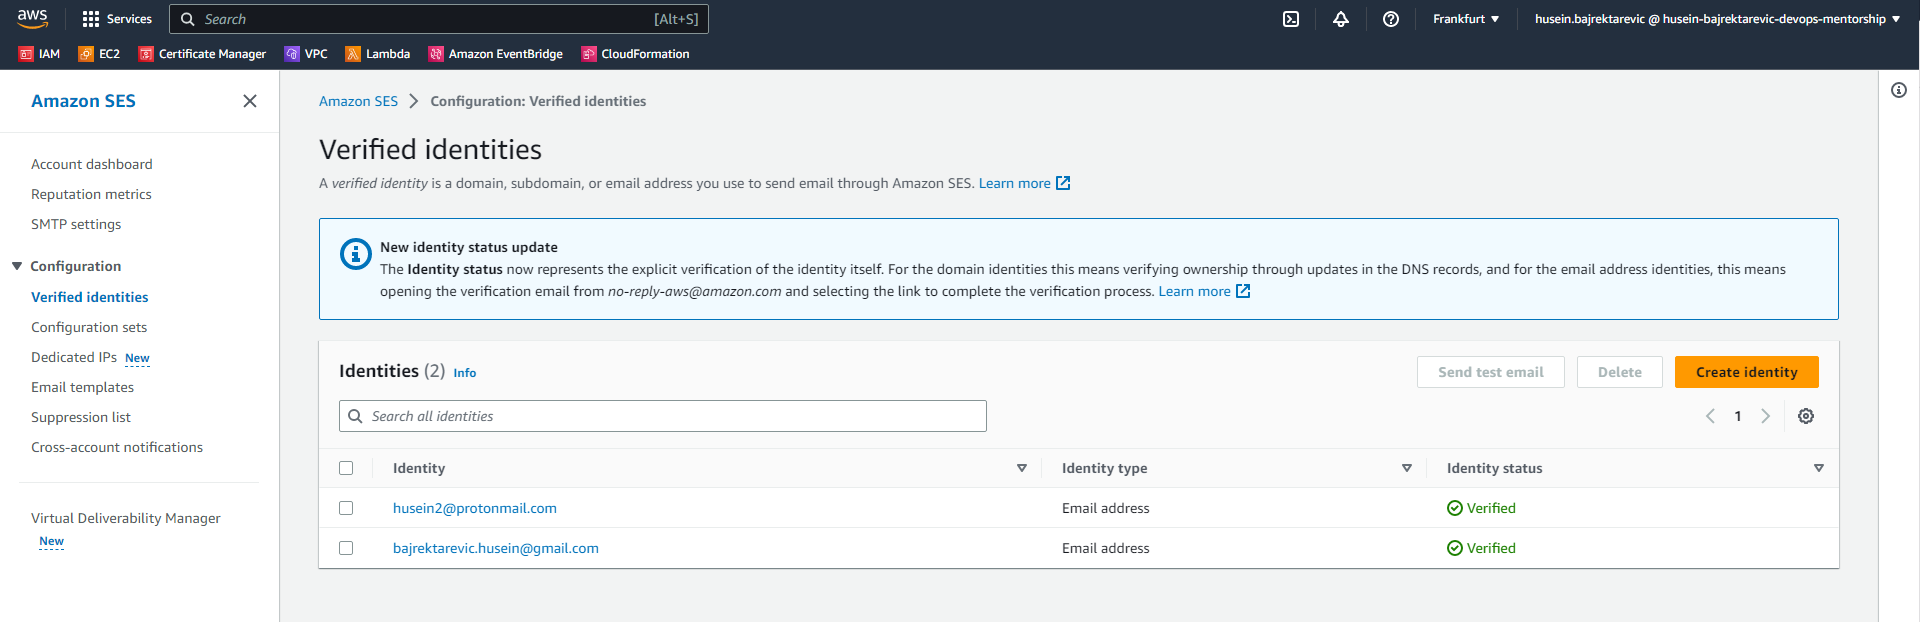 aws
Services
Search
[Alt+S]
Frankfurt
husein.bajrektarevic @ husein-bajrektarevic-devops-mentorship
IAM
EC2
Certificate Manager
VPC
Lambda
Amazon EventBridge
CloudFormation
Amazon SES
Account dashboard
Reputation metrics
SMTP settings
Configuration
Verified identities
Configuration sets
Dedicated IPs New
Email templates
Suppression list
Cross-account notifications
Virtual Deliverability Manager
New
Amazon SES
Configuration: Verified identities
Verified identities
A verified identity is a domain, subdomain, or email address you use to send email through Amazon SES. Learn more
New identity status update
The Identity status now represents the explicit verification of the identity itself. For the domain identities this means verifying ownership through updates in the DNS records, and for the email address identities, this means
opening the verification email from no-reply-aws@amazon.com and selecting the link to complete the verification process. Learn more
Identities (2) Info
Send test email
Delete
Create identity
Search all identities
1
Identity
Identity type
Identity status
husein2@protonmail.com
Email address
Verified
bajrektarevic.husein@gmail.com
Email address
Verified